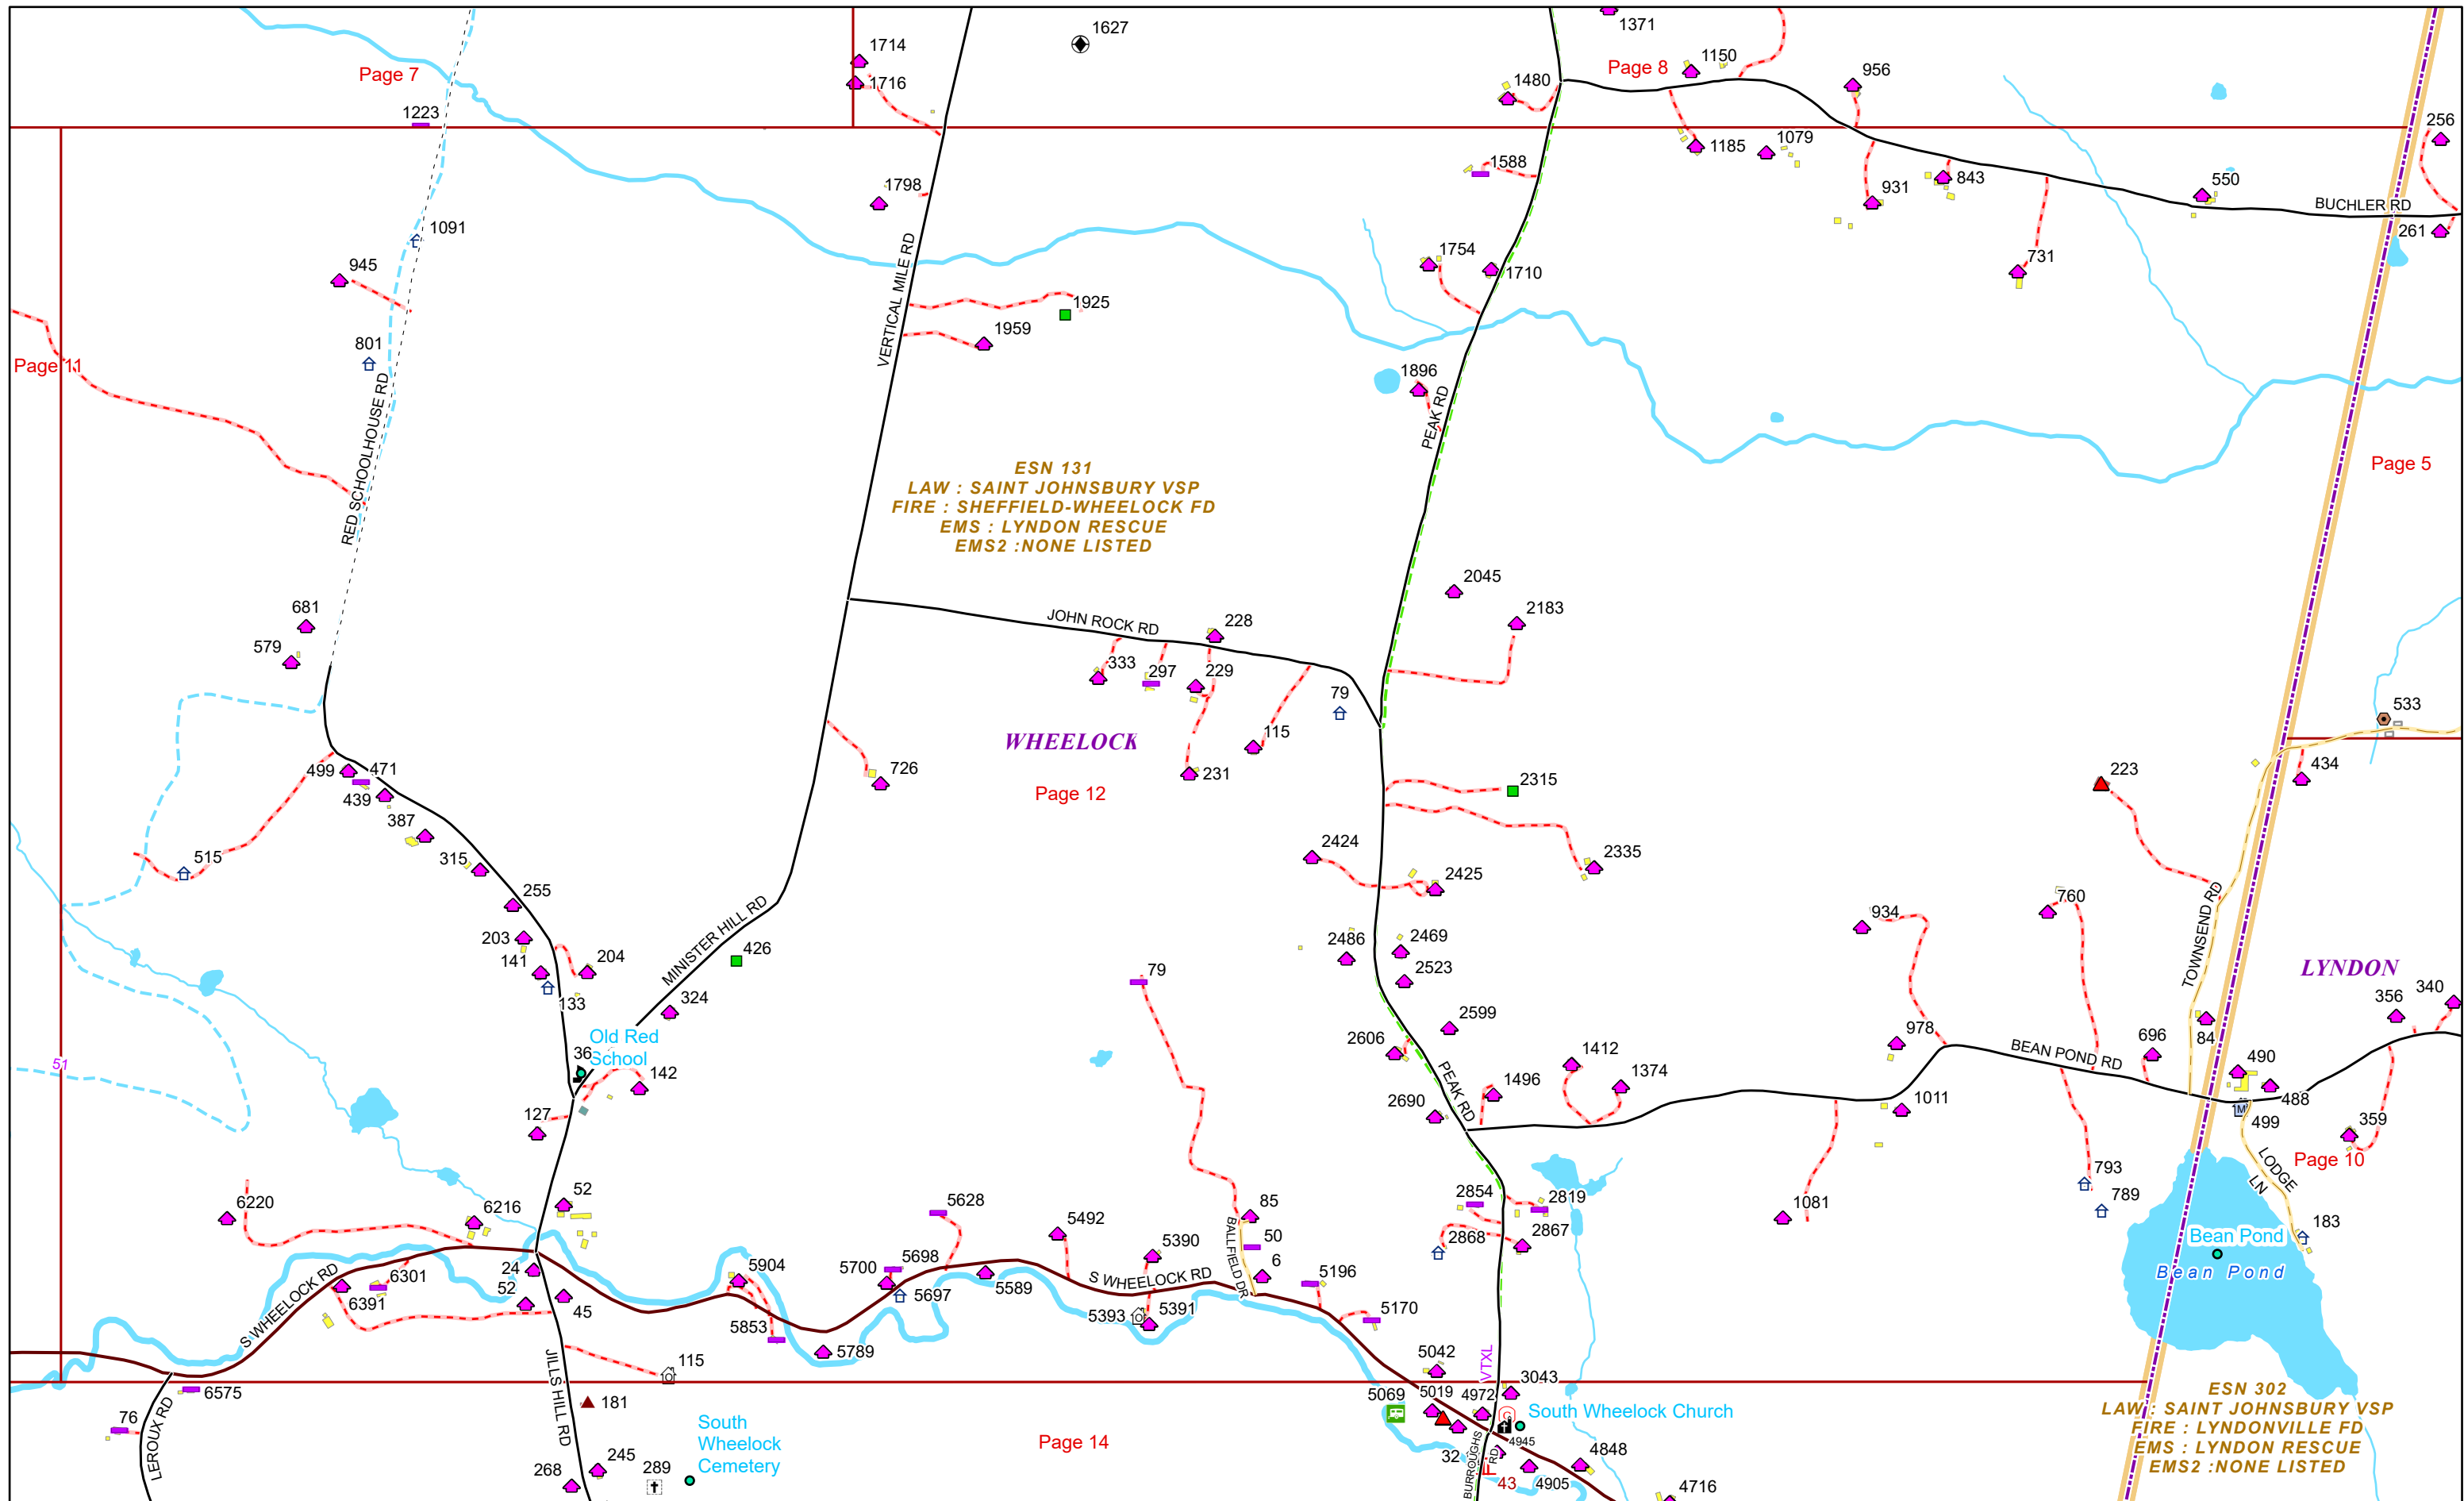 1627
1371
1714
1716
Page 7
1223
Page 8
1150
956
1480
256
1185
1079
1588
1798
931
843
550
BUCHLER RD
261
1091
945
1754
1710
731
VERTICAL MILE RD
1925
1959
801
Page 11
1896
PEAK RD
RED SCHOOLHOUSE RD
Page 5
ESN 131
LAW : SAINT JOHNSBURY VSP
FIRE : SHEFFIELD-WHEELOCK FD
EMS : LYNDON RESCUE
EMS2 :NONE LISTED
2045
2183
681
579
JOHN ROCK RD
228
333
297
229
79
115
231
WHEELOCK
Page 12
533
434
223
499
471
439
387
315
515
255
203
141
204
133
726
2315
2335
2424
2425
MINISTER HILL RD
426
324
2486
2469
2523
79
760
934
TOWNSEND RD
LYNDON
340
356
Old Red
School
36
142
127
51
2599
2606
PEAK RD
2690
1496
1412
1374
978
1011
BEAN POND RD
696
84
490
488
499
359
LODGE
LN
Page 10
793
789
183
1081
Bean Pond
Bean Pond
6220
6216
52
24
52
45
6301
6391
S WHEELOCK RD
5904
5853
5789
5628
5698
5700
5697
5589
5492
5390
5391
5393
S WHEELOCK RD
BALLFIELD DR
85
50
6
5196
5170
2854
2819
2868
2867
VTXL
5042
3043
5069
5019
4972
South Wheelock Church
4945
32
43
4905
4848
4716
BURROUGHS
RD
JILLS HILL RD
115
181
245
268
289
South
Wheelock
Cemetery
Page 14
6575
76
LEROUX RD
ESN 302
LAW : SAINT JOHNSBURY VSP
FIRE : LYNDONVILLE FD
EMS : LYNDON RESCUE
EMS2 :NONE LISTED